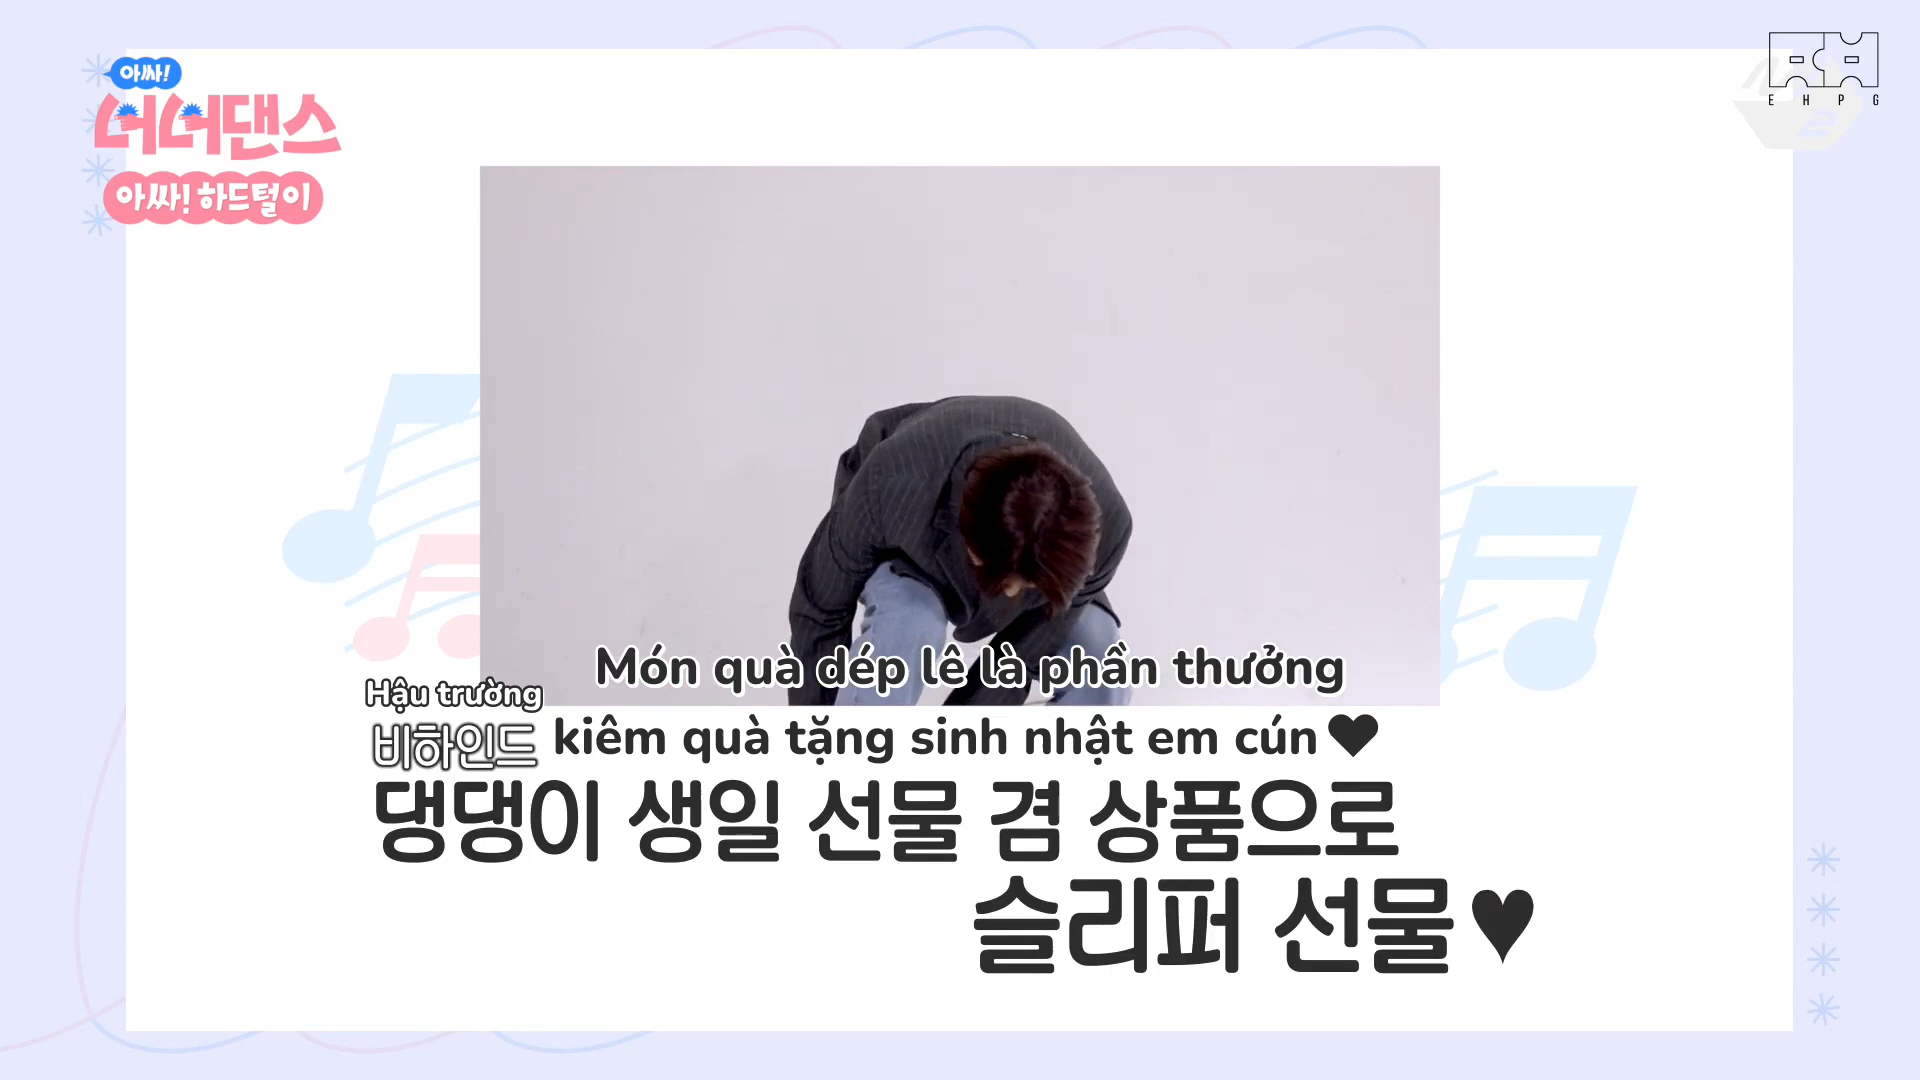 아싸!
너너댄스
아싸! 하드털이
EHPG
2
Món quà dép lê là phần thưởng
Hậu trường
kiêm quà tặng sinh nhật em cún♥
비하인드
댕댕이 생일 선물 겸 상품으로
슬리퍼 선물♥